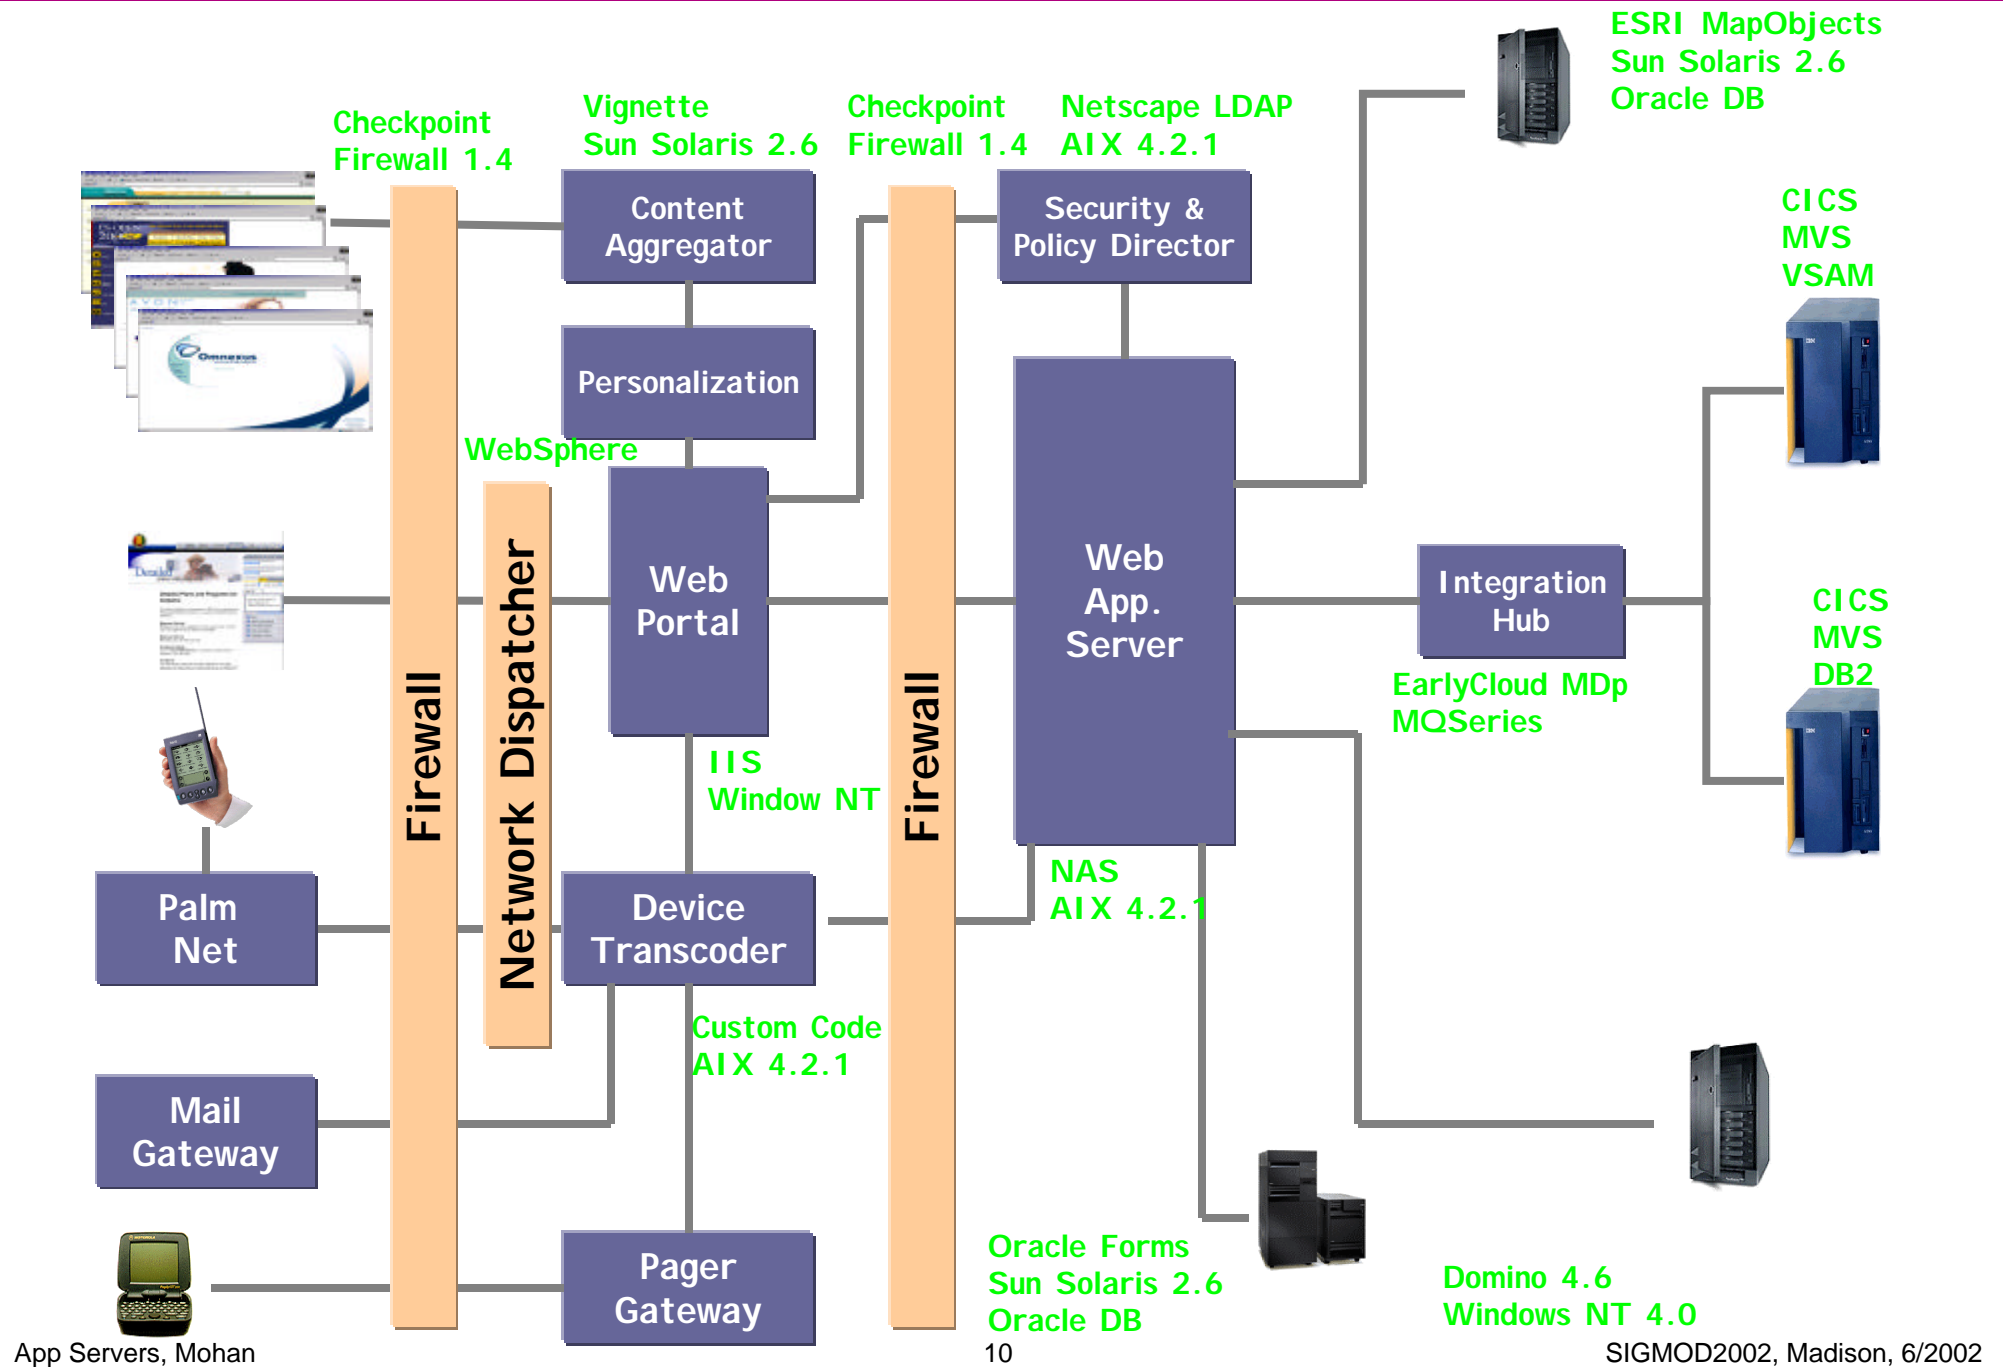 ESRI MapObjects
Sun Solaris 2.6
Oracle DB
Checkpoint
Firewall 1.4
Vignette
Sun Solaris 2.6
Checkpoint
Firewall 1.4
Netscape LDAP
AIX 4.2.1
Content
Aggregator
Security &
Policy Director
CICS
MVS
VSAM
Personalization
Omnexus
WebSphere
Network Dispatcher
Web
Portal
Web
App.
Server
Integration
Hub
CICS
MVS
DB2
EarlyCloud MDp
MQSeries
Firewall
Firewall
IIS
Window NT
NAS
AIX 4.2.1
Palm
Net
Device
Transcoder
Custom Code
AIX 4.2.1
Mail
Gateway
Pager
Gateway
Oracle Forms
Sun Solaris 2.6
Oracle DB
Domino 4.6
Windows NT 4.0
App Servers, Mohan
10
SIGMOD2002, Madison, 6/2002